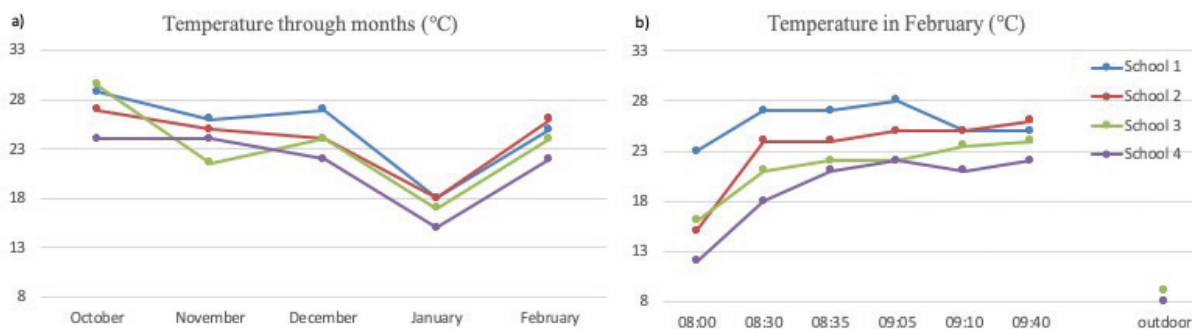 a) Temperature through months (°C)
33
28
23
18
13
8
October November December January February
b) Temperature in February (°C)
33
28
23
18
13
8
08:00 08:30 08:35 09:05 09:10 09:40 outdoor
School 1
School 2
School 3
School 4